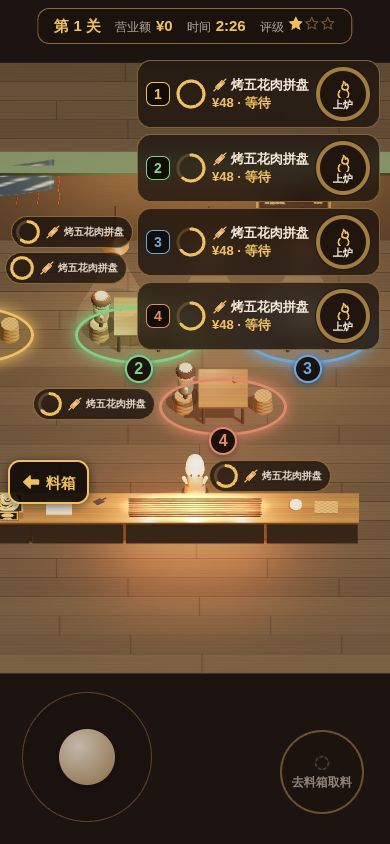 第 1 关 营业额 ¥0 时间 2:26 评级
1 烤五花肉拼盘
¥48 · 等待
上炉
2 烤五花肉拼盘
¥48 · 等待
上炉
3 烤五花肉拼盘
¥48 · 等待
上炉
4 烤五花肉拼盘
¥48 · 等待
上炉
烤五花肉拼盘
烤五花肉拼盘
2
3
烤五花肉拼盘
4
烤五花肉拼盘
料箱
去料箱取料